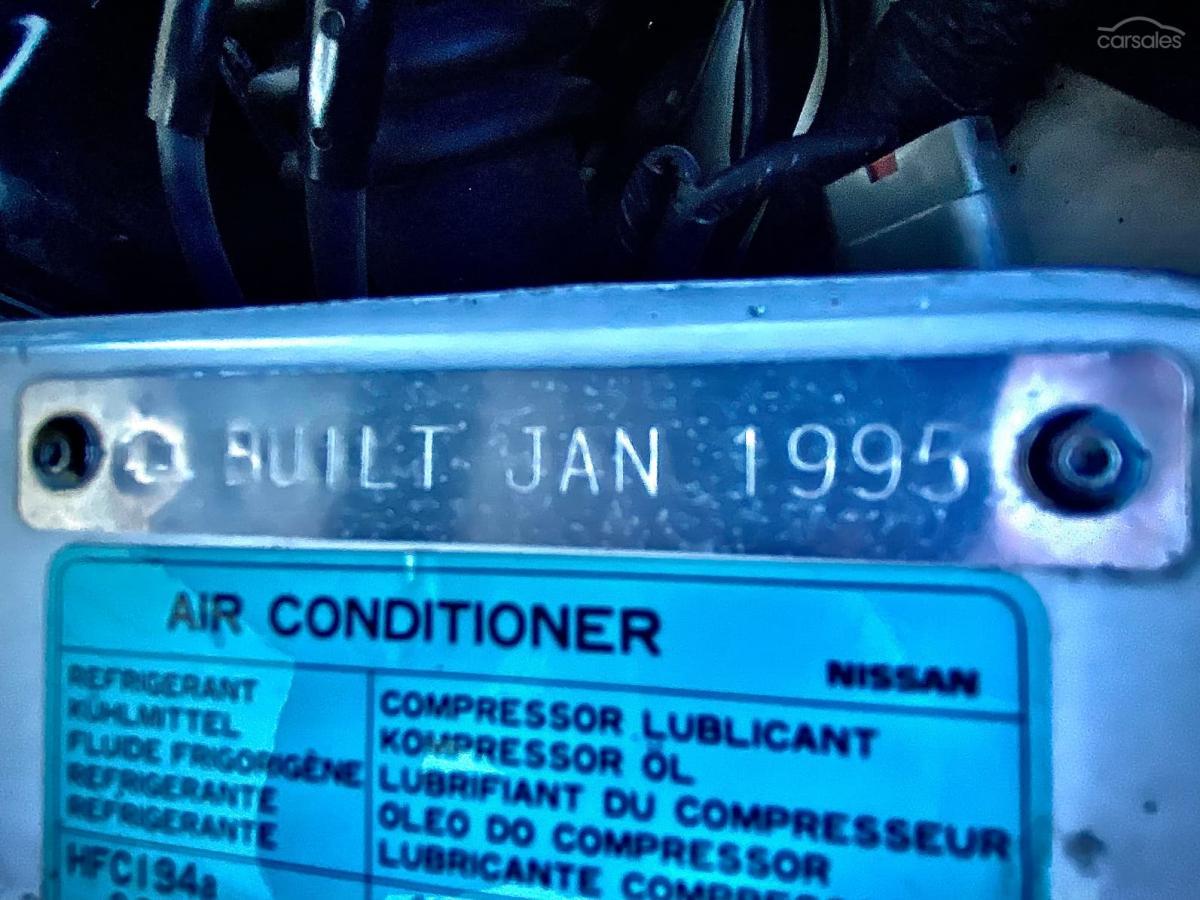 carsales
BUILT JAN 1995
AIR CONDITIONER
NISSAN
REFRIGERANT
KÜHLMITTEL
FLUDE FRIGORIGÈNE
REFRIGERANTE
REFRIGERANTE
HFC134a
COMPRESSOR LUBLICANT
KOMPRESSOR ÖL
LUBRIFIANT DU COMPRESSEUR
OLEO DO COMPRESSOR
LUBRICANTE